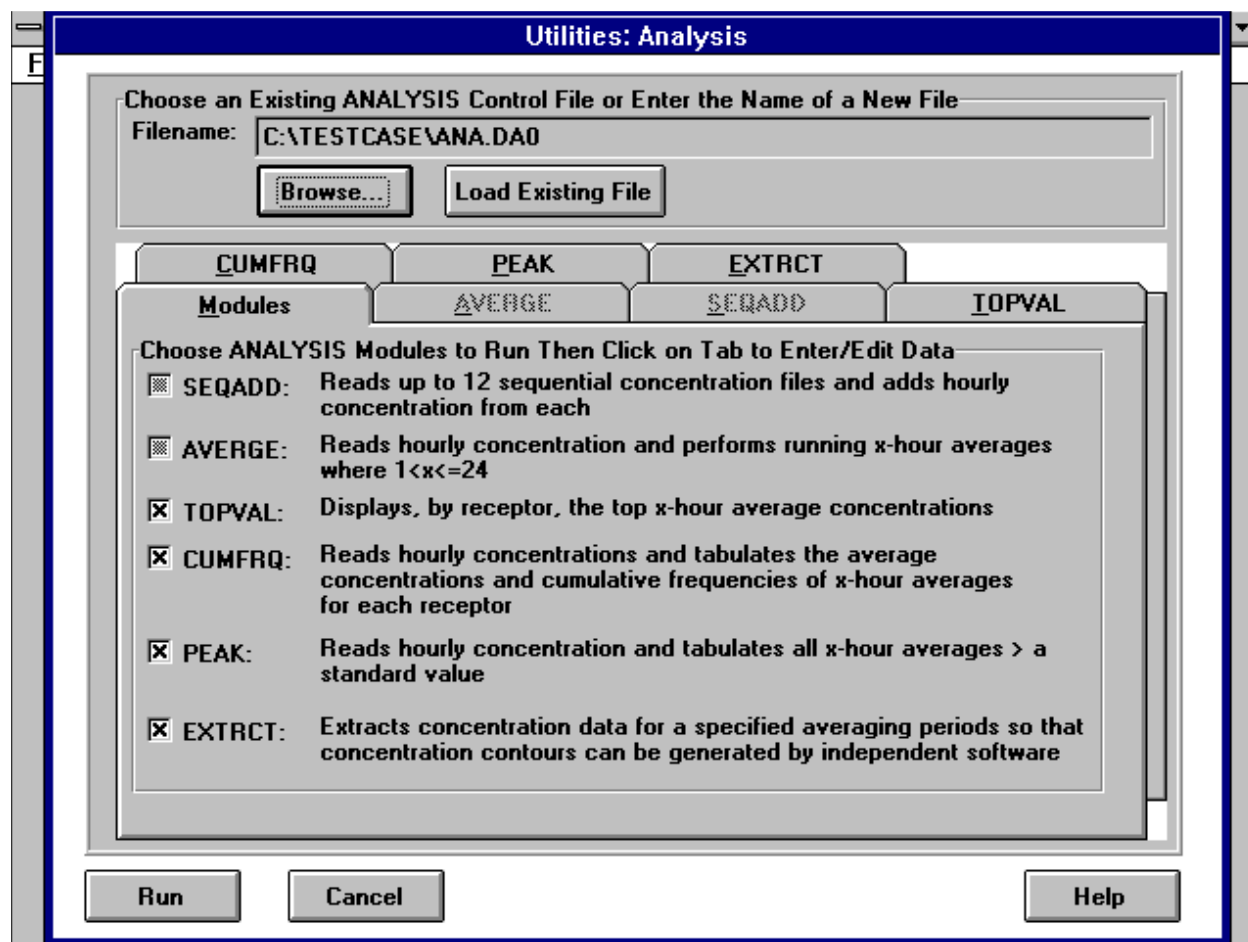 Utilities: Analysis
F
Choose an Existing ANALYSIS Control File or Enter the Name of a New File
Filename: C:\TESTCASE\ANA.DA0
Browse... Load Existing File
CUMFRQ PEAK EXTRCT
Modules AVERGE SEQADD TOPVAL
Choose ANALYSIS Modules to Run Then Click on Tab to Enter/Edit Data
SEQADD: Reads up to 12 sequential concentration files and adds hourly
concentration from each
AVERGE: Reads hourly concentration and performs running x-hour averages
where 1<x<=24
TOPVAL: Displays, by receptor, the top x-hour average concentrations
CUMFRQ: Reads hourly concentrations and tabulates the average
concentrations and cumulative frequencies of x-hour averages
for each receptor
PEAK: Reads hourly concentration and tabulates all x-hour averages > a
standard value
EXTRCT: Extracts concentration data for a specified averaging periods so that
concentration contours can be generated by independent software
Run Cancel Help